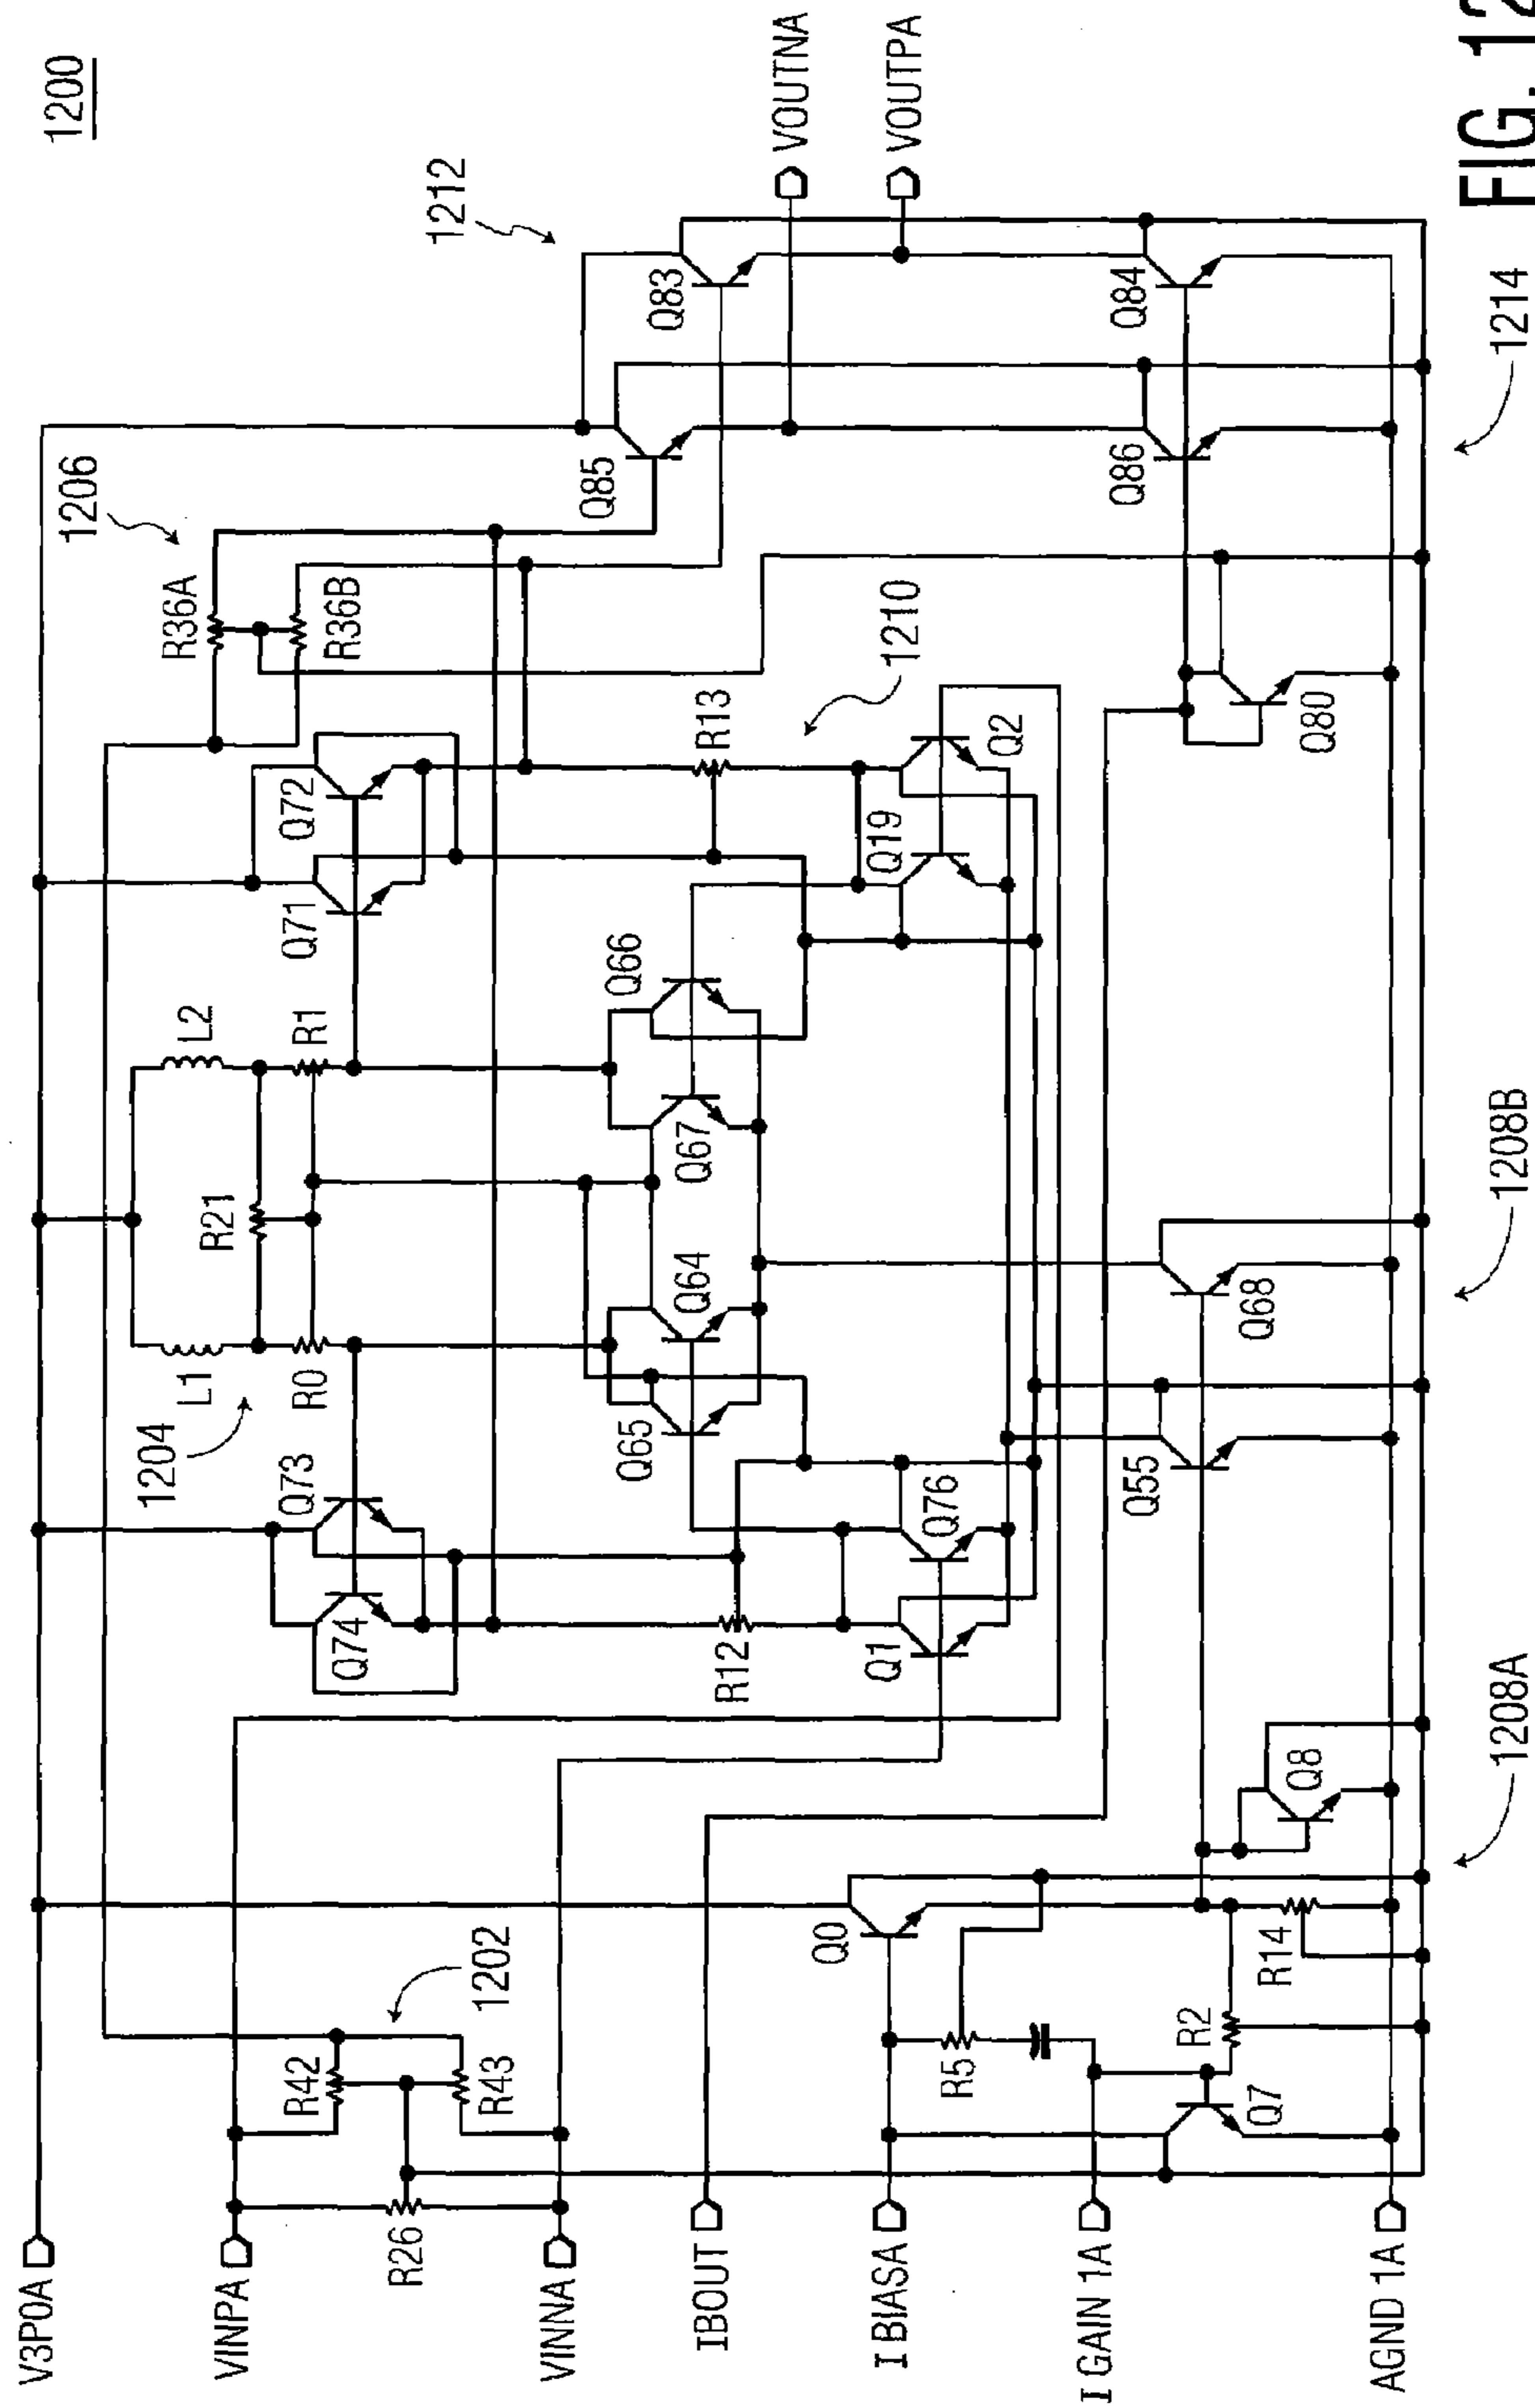 1200
1212
1206
1204
1202
1210
1208A
1208B
1214
V3P0A
VINPA
VINNA
IBOUT
I BIASA
I GAIN 1A
AGND 1A
VOUTNA
VOUTPA
R26
R42
R43
R5
R2
R14
Q0
Q7
Q8
L1
L2
R21
R0
R1
Q74
Q73
Q71
Q72
R36A
R36B
R12
R13
Q65
Q64
Q67
Q66
Q1
Q76
Q19
Q2
Q55
Q68
Q80
Q85
Q83
Q86
Q84
FIG. 12